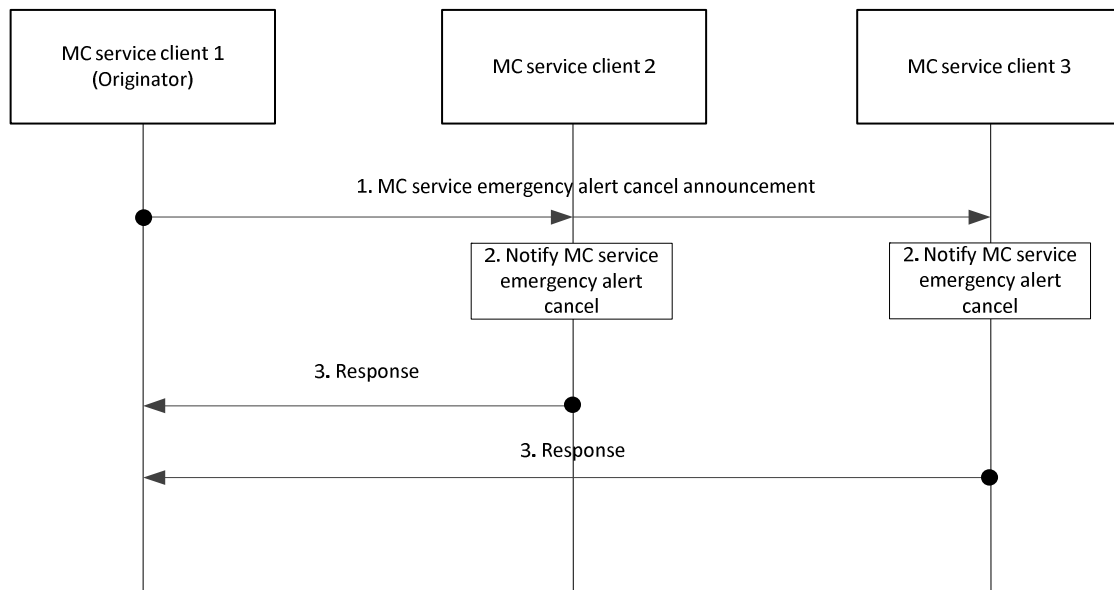 MC service client 1
(Originator)
MC service client 2
MC service client 3
1. MC service emergency alert cancel announcement
2. Notify MC service
emergency alert
cancel
2. Notify MC service
emergency alert
cancel
3. Response
3. Response